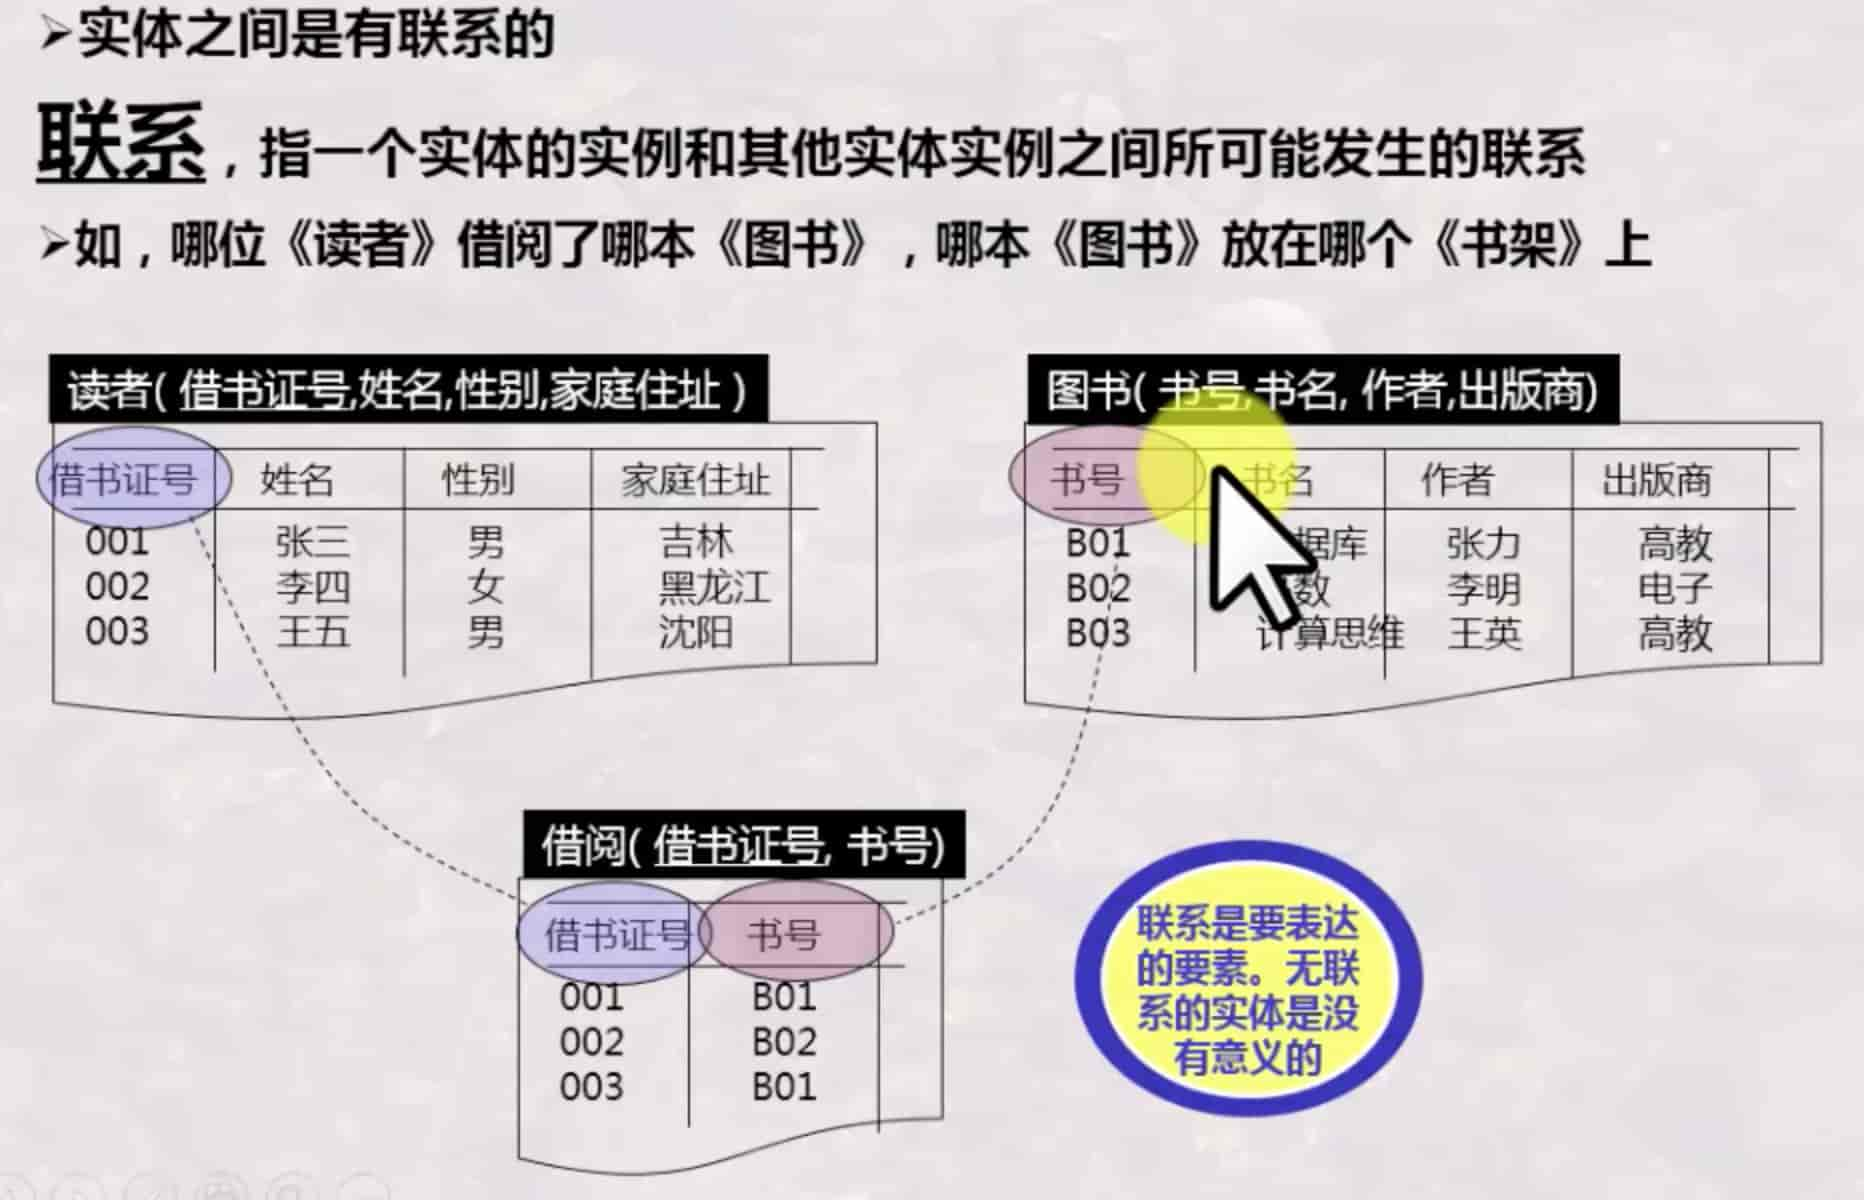 ➢实体之间是有联系的
联系，指一个实体的实例和其他实体实例之间所可能发生的联系
➢如，哪位《读者》借阅了哪本《图书》，哪本《图书》放在哪个《书架》上
读者( 借书证号,姓名,性别,家庭住址 )
借书证号 姓名 性别 家庭住址
001 张三 男 吉林
002 李四 女 黑龙江
003 王五 男 沈阳
图书( 书号,书名, 作者,出版商)
书号 书名 作者 出版商
B01 据库 张力 高教
B02 数 李明 电子
B03 计算思维 王英 高教
借阅( 借书证号, 书号)
借书证号 书号
001 B01
002 B02
003 B01
联系是要表达
的要素。无联
系的实体是没
有意义的